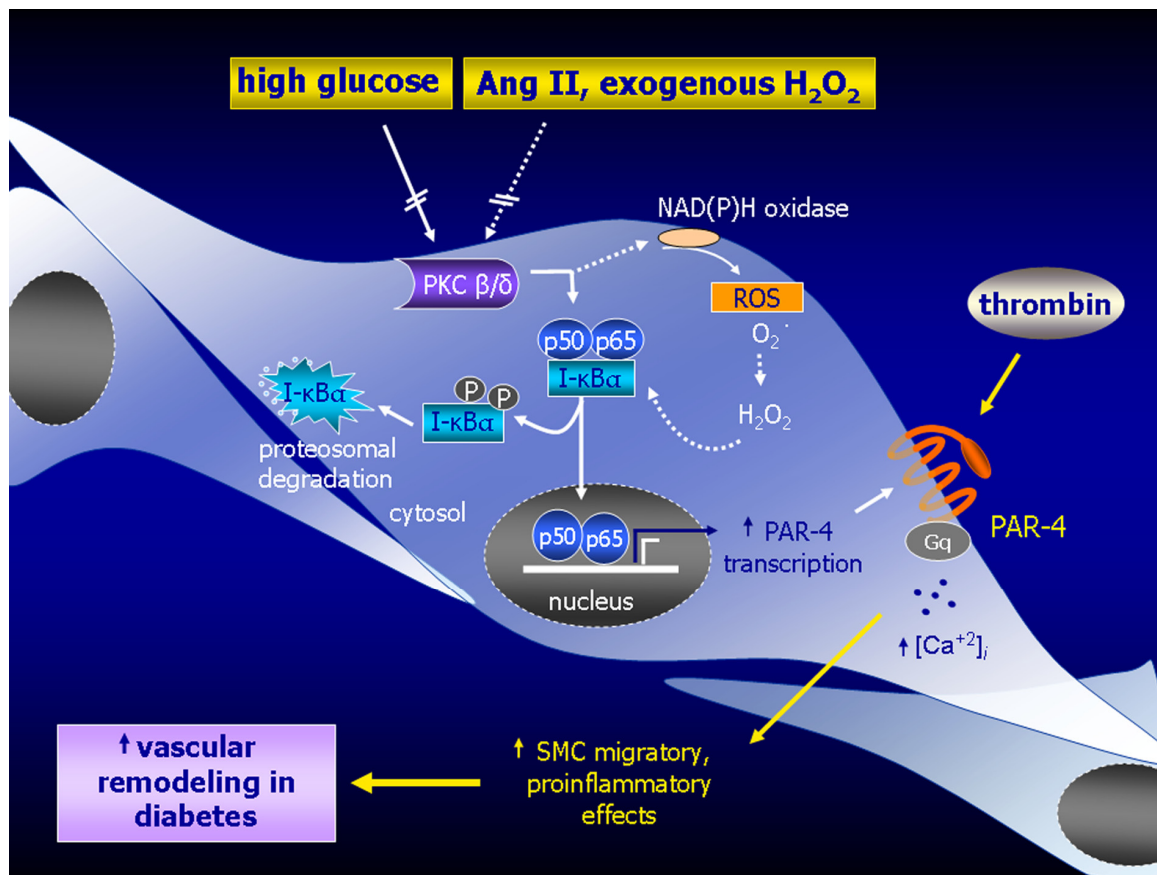 high glucose
Ang II, exogenous H₂O₂
NAD(P)H oxidase
PKC β/δ
ROS
thrombin
O₂˙
p50 p65
I-κBα
I-κBα
P P
I-κBα
H₂O₂
proteosomal
degradation
cytosol
p50 p65
↑ PAR-4
transcription
PAR-4
Gq
nucleus
↑ [Ca⁺²]ᵢ
↑ vascular
remodeling in
diabetes
↑ SMC migratory,
proinflammatory
effects